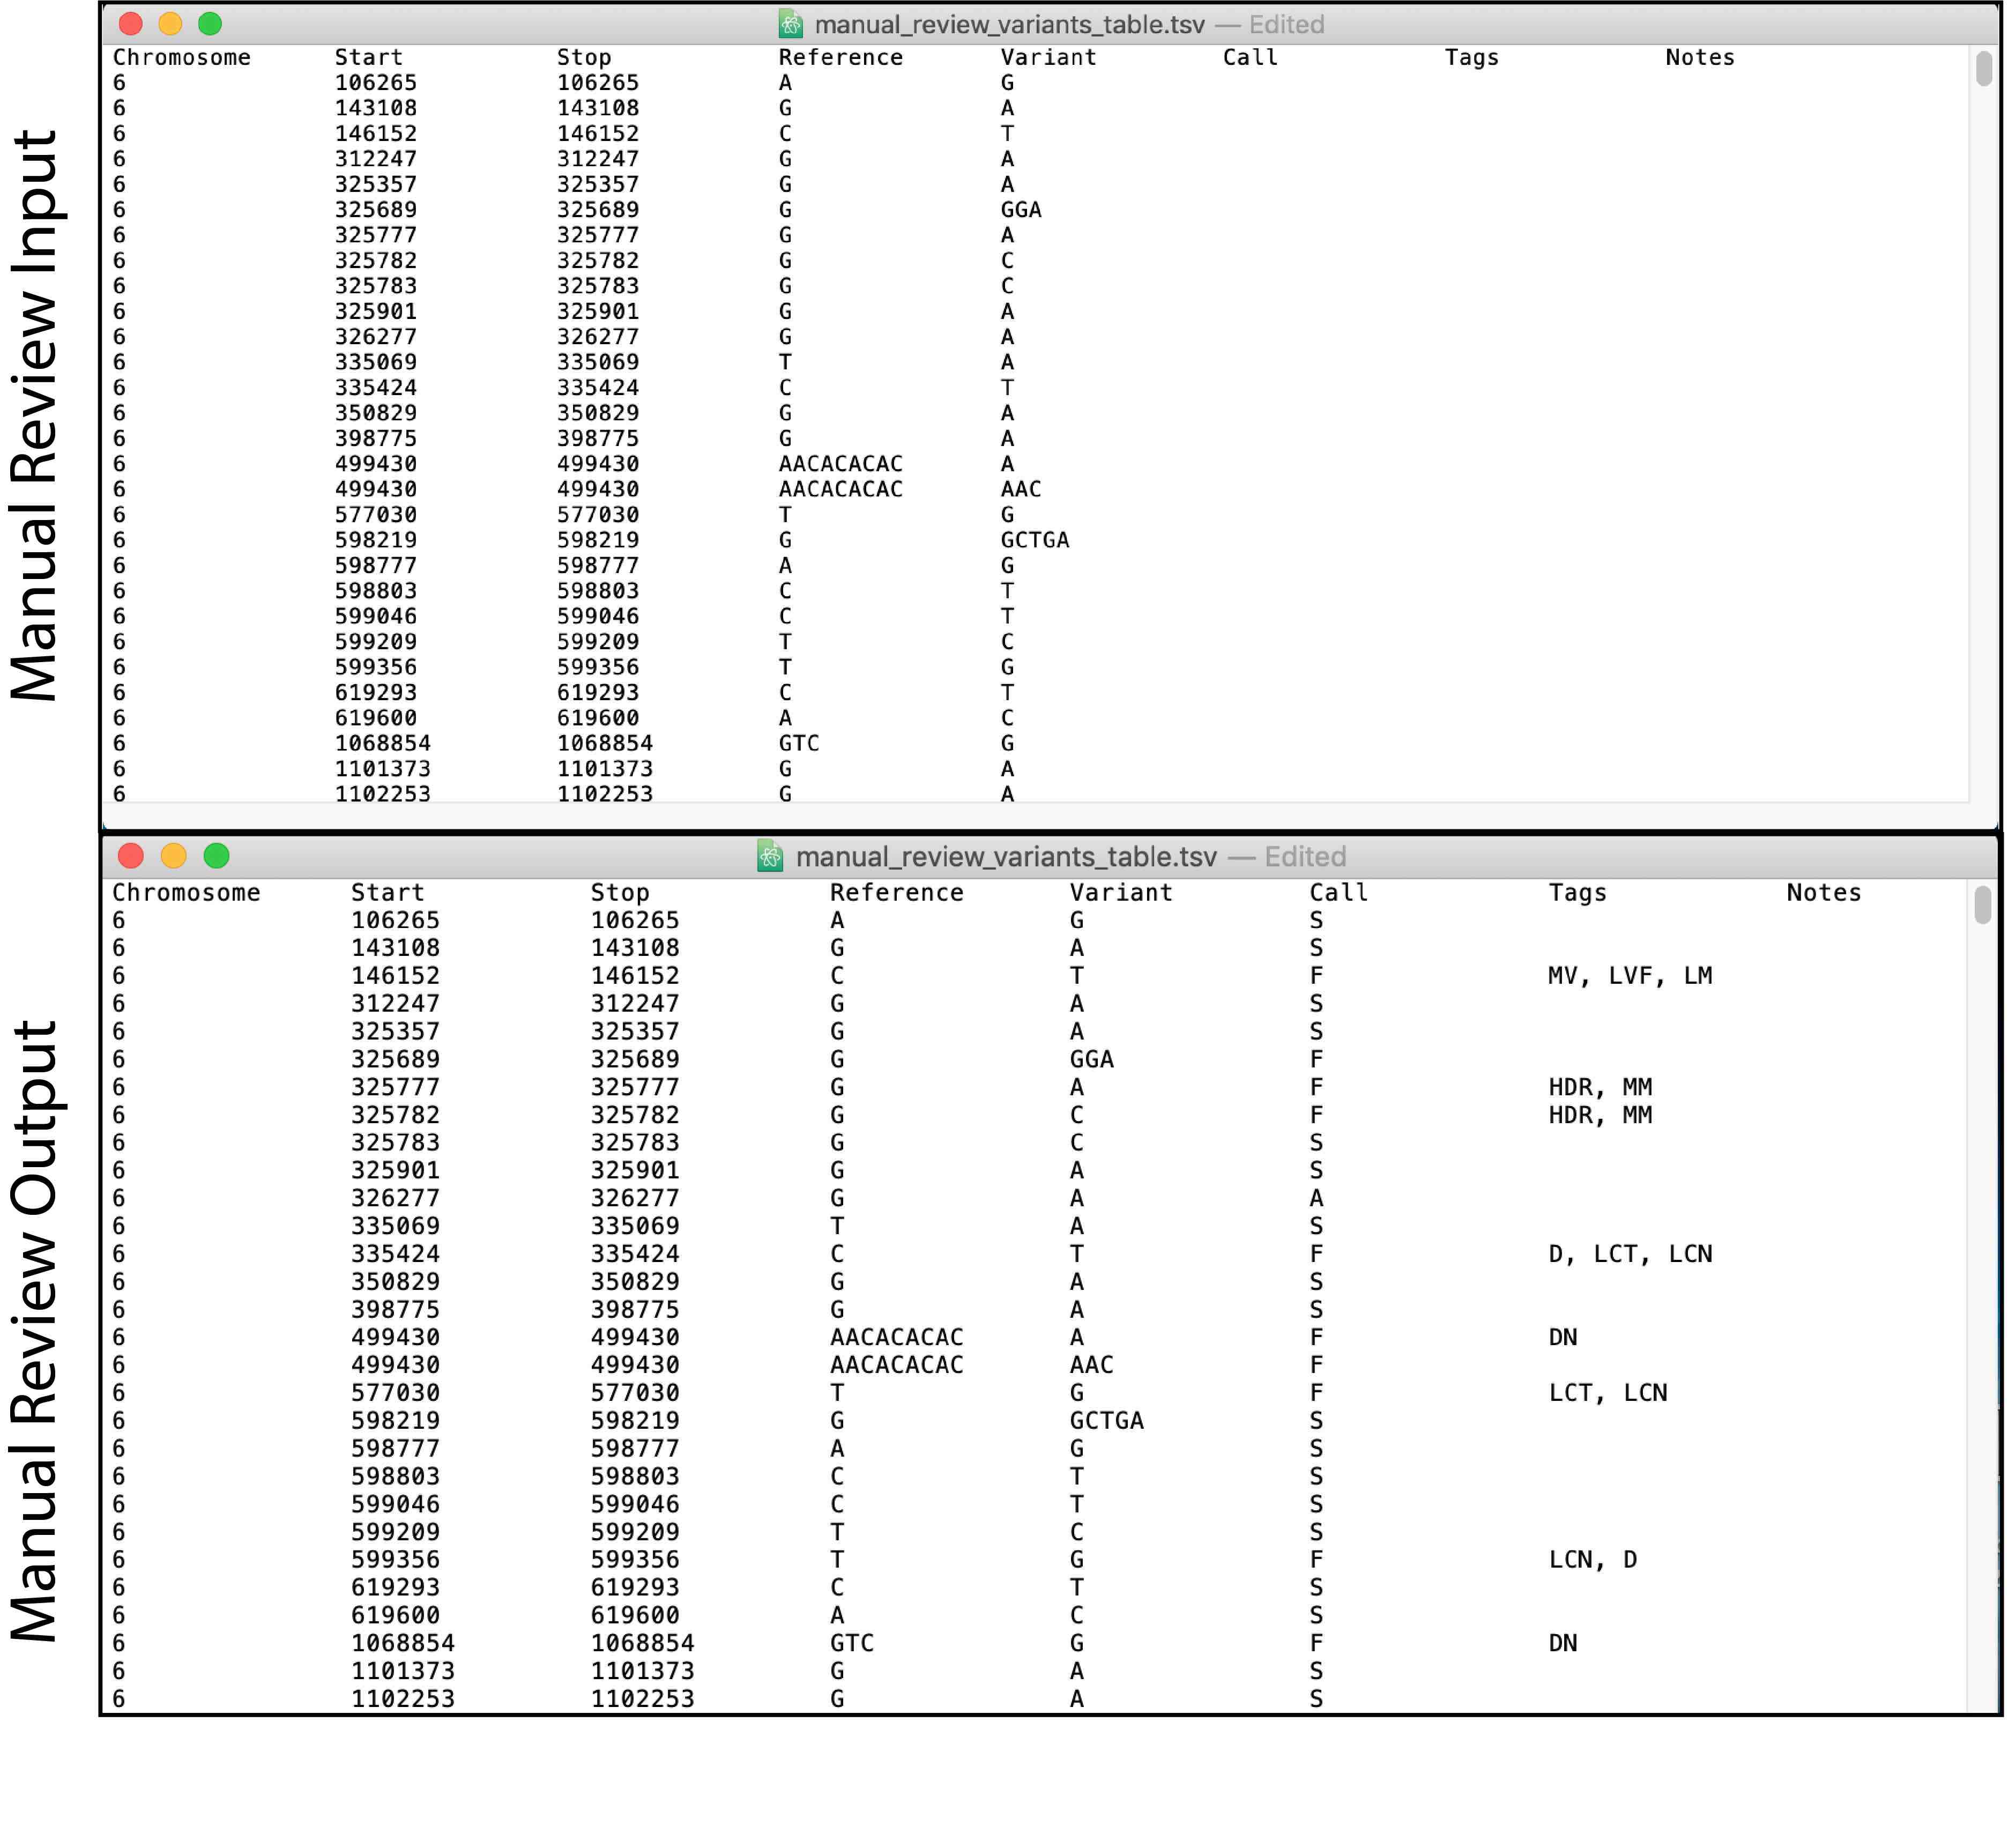 Manual Review Input
manual_review_variants_table.tsv — Edited
Chromosome Start Stop Reference Variant Call Tags Notes
6 106265 106265 A G
6 143108 143108 G A
6 146152 146152 C T
6 312247 312247 G A
6 325357 325357 G A
6 325689 325689 G GGA
6 325777 325777 G A
6 325782 325782 G C
6 325783 325783 G C
6 325901 325901 G A
6 326277 326277 G A
6 335069 335069 T A
6 335424 335424 C T
6 350829 350829 G A
6 398775 398775 G A
6 499430 499430 AACACACAC A
6 499430 499430 AACACACAC AAC
6 577030 577030 T G
6 598219 598219 G GCTGA
6 598777 598777 A G
6 598803 598803 C T
6 599046 599046 C T
6 599209 599209 T C
6 599356 599356 T G
6 619293 619293 C T
6 619600 619600 A C
6 1068854 1068854 GTC G
6 1101373 1101373 G A
6 1102253 1102253 G A
Manual Review Output
manual_review_variants_table.tsv — Edited
Chromosome Start Stop Reference Variant Call Tags Notes
6 106265 106265 A G S
6 143108 143108 G A S
6 146152 146152 C T F MV, LVF, LM
6 312247 312247 G A S
6 325357 325357 G A S
6 325689 325689 G GGA F
6 325777 325777 G A F HDR, MM
6 325782 325782 G C F HDR, MM
6 325783 325783 G C S
6 325901 325901 G A S
6 326277 326277 G A A
6 335069 335069 T A S
6 335424 335424 C T F D, LCT, LCN
6 350829 350829 G A S
6 398775 398775 G A S
6 499430 499430 AACACACAC A F DN
6 499430 499430 AACACACAC AAC F
6 577030 577030 T G F LCT, LCN
6 598219 598219 G GCTGA S
6 598777 598777 A G S
6 598803 598803 C T S
6 599046 599046 C T S
6 599209 599209 T C S
6 599356 599356 T G F LCN, D
6 619293 619293 C T S
6 619600 619600 A C S
6 1068854 1068854 GTC G F DN
6 1101373 1101373 G A S
6 1102253 1102253 G A S